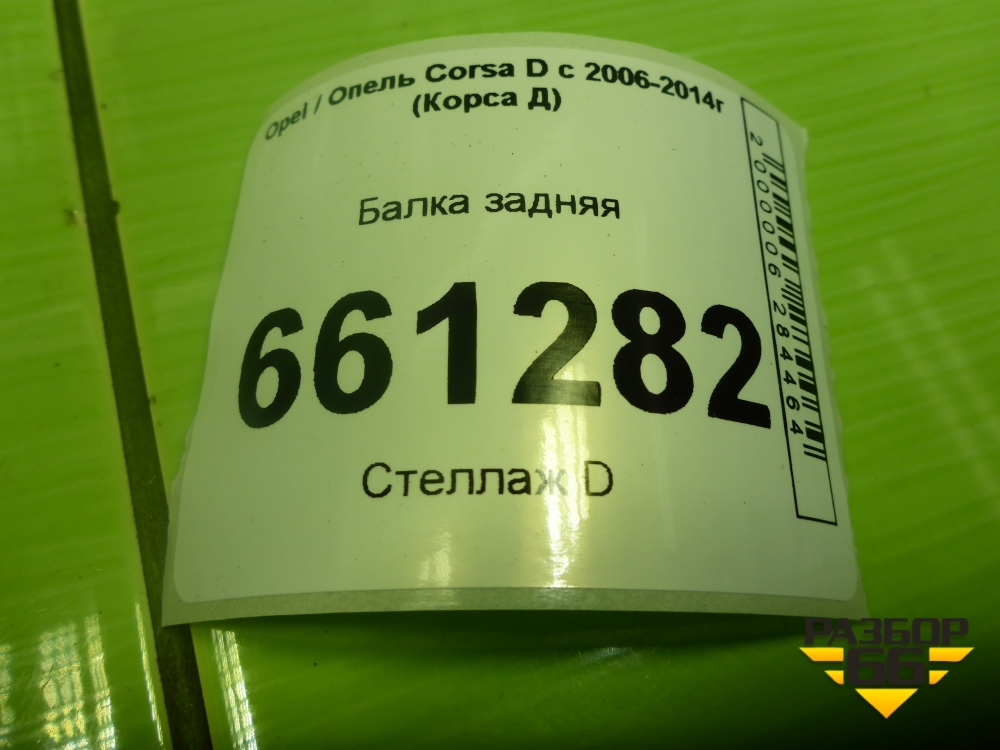 Opel / Опель Corsa D с 2006-2014г
(Корса Д)
Балка задняя
661282
Стеллаж D
2000006284464
РАЗБОР
66